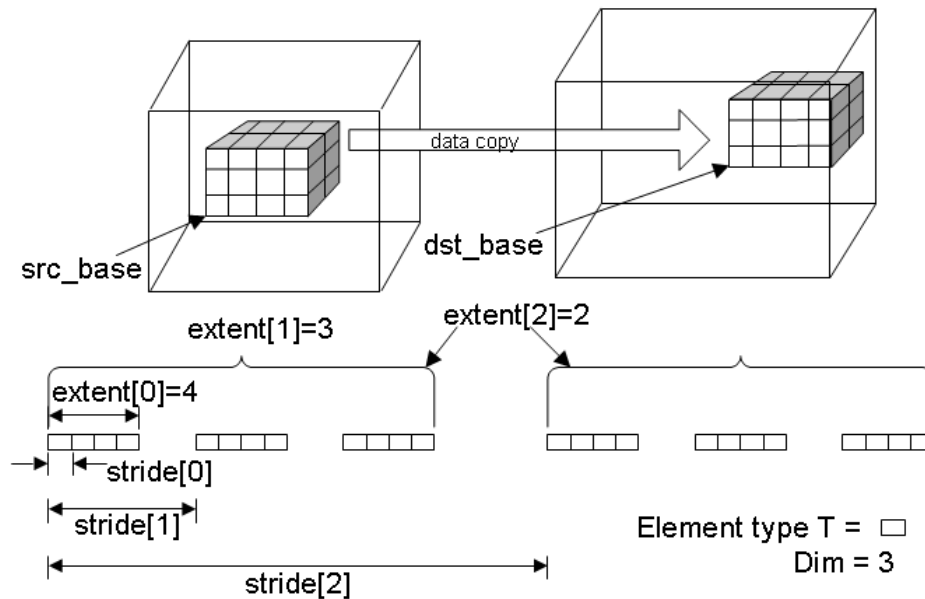 data copy
src_base
dst_base
extent[1]=3
extent[2]=2
extent[0]=4
stride[0]
stride[1]
stride[2]
Element type T =
Dim = 3